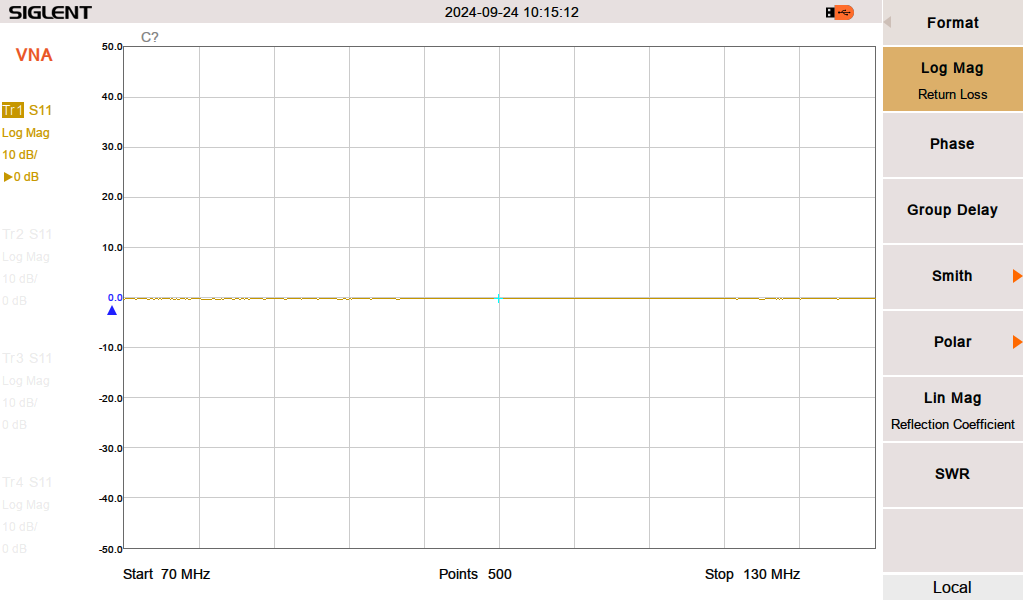 SIGLENT
2024-09-24 10:15:12
VNA
C?
Tr1 S11
Log Mag
10 dB/
0 dB
Tr2 S11
Log Mag
10 dB/
0 dB
Tr3 S11
Log Mag
10 dB/
0 dB
Tr4 S11
Log Mag
10 dB/
0 dB
50.0
40.0
30.0
20.0
10.0
0.0
-10.0
-20.0
-30.0
-40.0
-50.0
Start 70 MHz
Points 500
Stop 130 MHz
Format
Log Mag
Return Loss
Phase
Group Delay
Smith
Polar
Lin Mag
Reflection Coefficient
SWR
Local